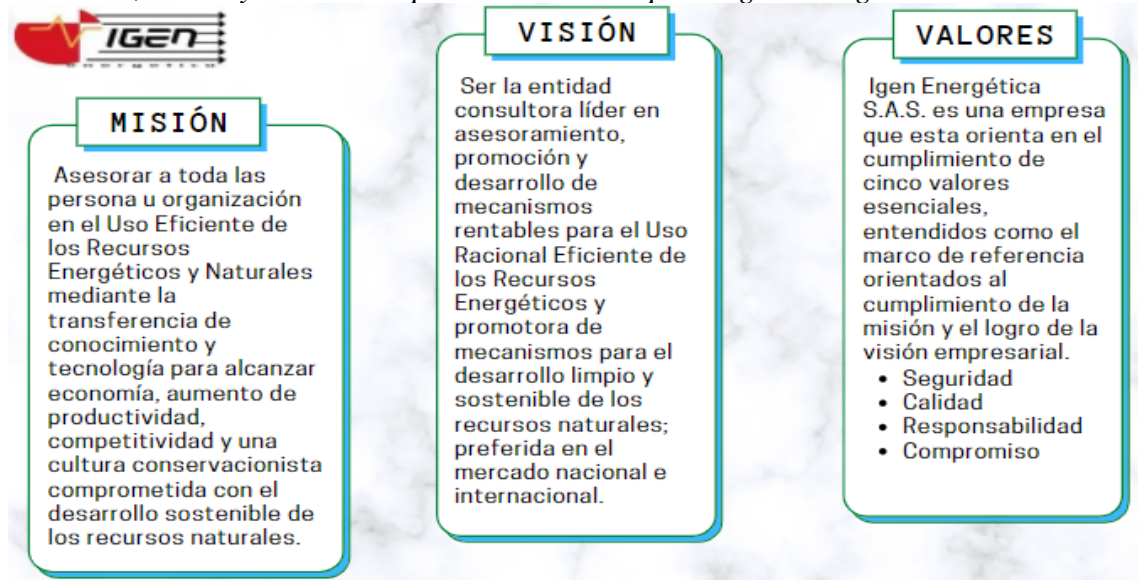 IGEN
energética
MISIÓN
Asesorar a toda las
persona u organización
en el Uso Eficiente de
los Recursos
Energéticos y Naturales
mediante la
transferencia de
conocimiento y
tecnología para alcanzar
economía, aumento de
productividad,
competitividad y una
cultura conservacionista
comprometida con el
desarrollo sostenible de
los recursos naturales.
VISIÓN
Ser la entidad
consultora líder en
asesoramiento,
promoción y
desarrollo de
mecanismos
rentables para el Uso
Racional Eficiente de
los Recursos
Energéticos y
promotora de
mecanismos para el
desarrollo limpio y
sostenible de los
recursos naturales;
preferida en el
mercado nacional e
internacional.
VALORES
Igen Energética
S.A.S. es una empresa
que esta orienta en el
cumplimiento de
cinco valores
esenciales,
entendidos como el
marco de referencia
orientados al
cumplimiento de la
misión y el logro de la
visión empresarial.
• Seguridad
• Calidad
• Responsabilidad
• Compromiso